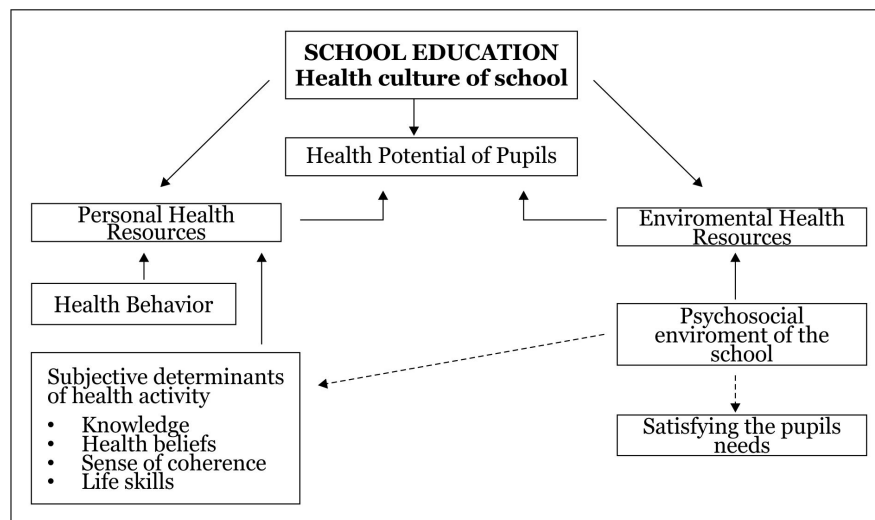 SCHOOL EDUCATION
Health culture of school
Health Potential of Pupils
Personal Health
Resources
Enviromental Health
Resources
Health Behavior
Psychosocial
enviroment of the
school
Subjective determinants
of health activity
• Knowledge
• Health beliefs
• Sense of coherence
• Life skills
Satisfying the pupils
needs